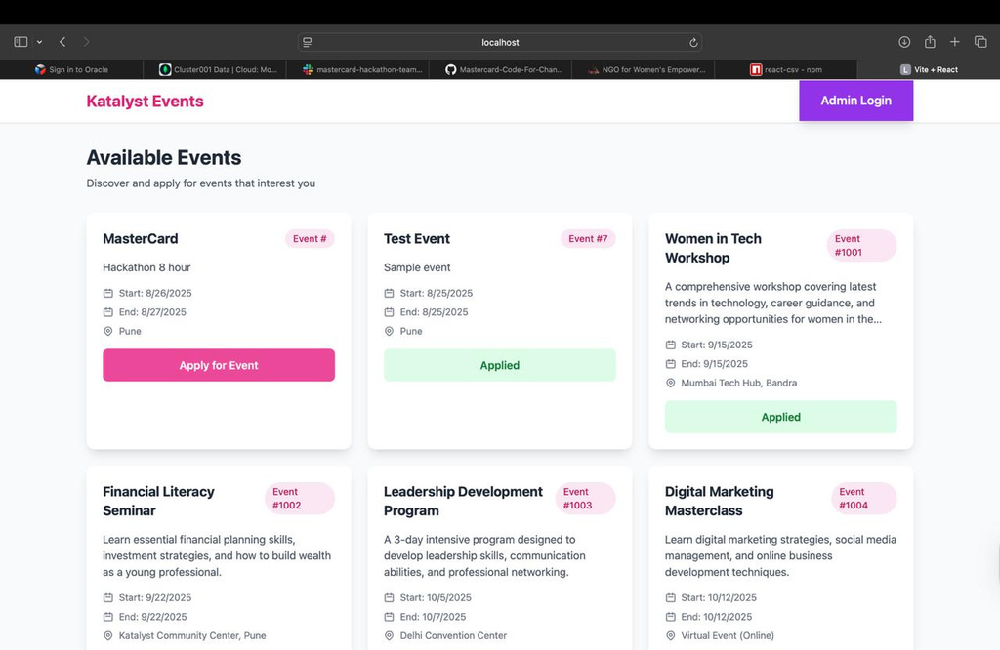 localhost
Sign in to Oracle
Cluster001 Data | Cloud: Mo...
mastercard-hackathon-team...
Mastercard-Code-For-Chan...
NGO for Women's Empower...
react-csv - npm
L Vite + React
Katalyst Events
Admin Login
Available Events
Discover and apply for events that interest you
MasterCard
Event #
Hackathon 8 hour
Start: 8/26/2025
End: 8/27/2025
Pune
Apply for Event
Test Event
Event #7
Sample event
Start: 8/25/2025
End: 8/25/2025
Pune
Applied
Women in Tech
Workshop
Event
#1001
A comprehensive workshop covering latest
trends in technology, career guidance, and
networking opportunities for women in the...
Start: 9/15/2025
End: 9/15/2025
Mumbai Tech Hub, Bandra
Applied
Financial Literacy
Seminar
Event
#1002
Learn essential financial planning skills,
investment strategies, and how to build wealth
as a young professional.
Start: 9/22/2025
End: 9/22/2025
Katalyst Community Center, Pune
Leadership Development
Program
Event
#1003
A 3-day intensive program designed to
develop leadership skills, communication
abilities, and professional networking.
Start: 10/5/2025
End: 10/7/2025
Delhi Convention Center
Digital Marketing
Masterclass
Event
#1004
Learn digital marketing strategies, social media
management, and online business
development techniques.
Start: 10/12/2025
End: 10/12/2025
Virtual Event (Online)